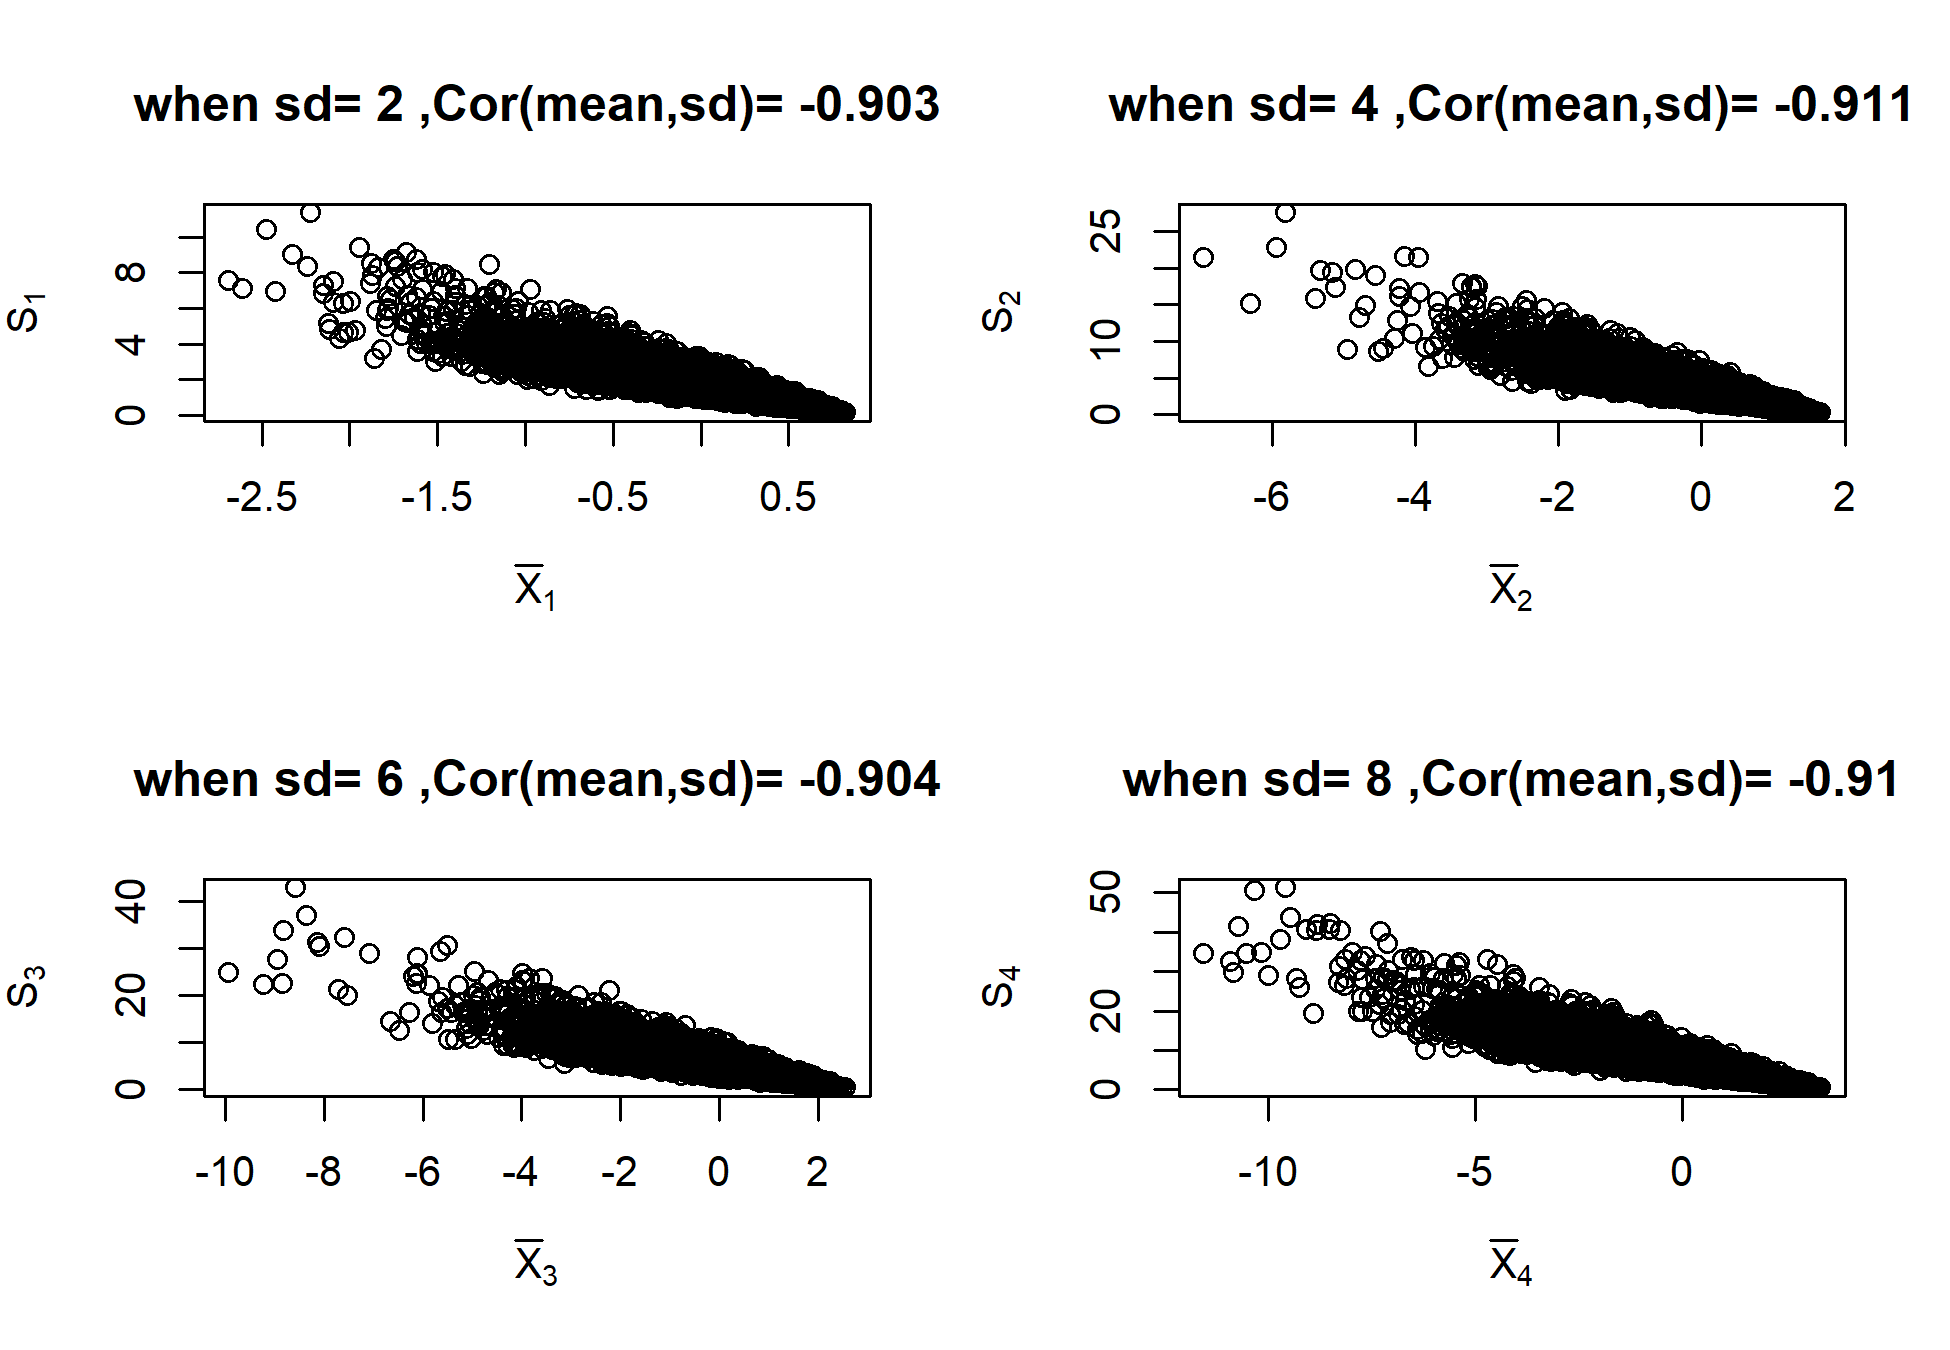 when sd= 2 ,Cor(mean,sd)= -0.903
S1
8
4
0
-2.5 -1.5 -0.5 0.5
X̅1
when sd= 4 ,Cor(mean,sd)= -0.911
S2
25
10
0
-6 -4 -2 0 2
X̅2
when sd= 6 ,Cor(mean,sd)= -0.904
S3
40
20
0
-10 -8 -6 -4 -2 0 2
X̅3
when sd= 8 ,Cor(mean,sd)= -0.91
S4
50
20
0
-10 -5 0
X̅4